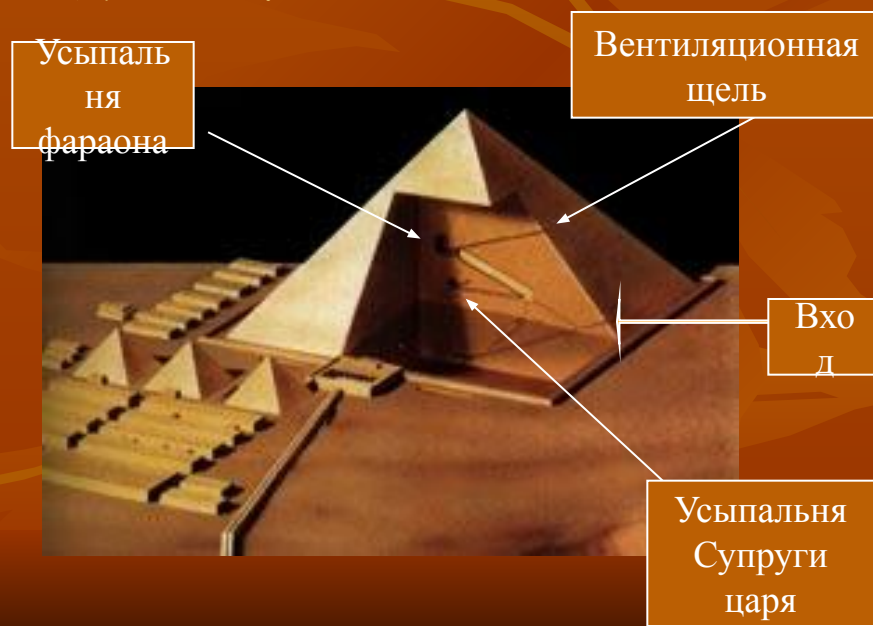 Усыпаль
ня
фараона
Вентиляционная
щель
Вхо
д
Усыпальня
Супруги
царя